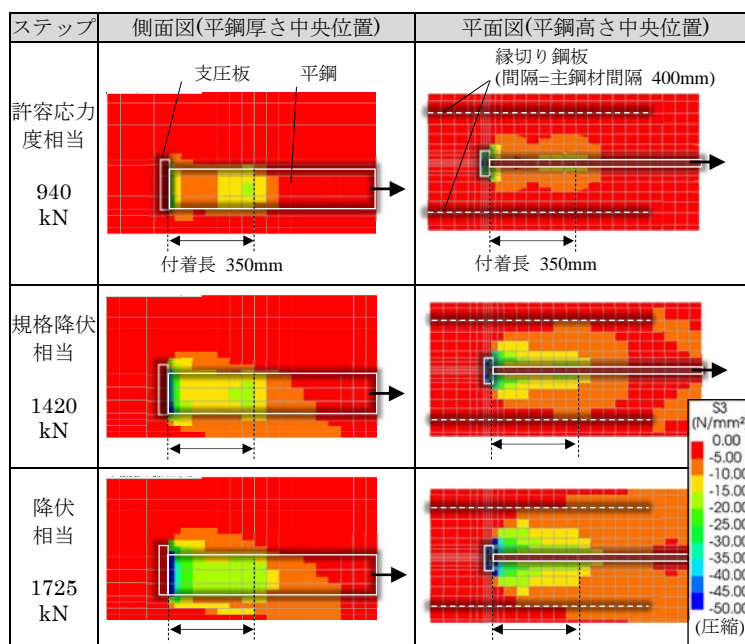 ステップ
側面図(平鋼厚さ中央位置)
平面図(平鋼高さ中央位置)
許容応力
度相当
940
kN
支圧板
平鋼
付着長 350mm
縁切り鋼板
(間隔=主鋼材間隔 400mm)
付着長 350mm
規格降伏
相当
1420
kN
降伏
相当
1725
kN
S3
(N/mm²)
0.00
-5.00
-10.00
-15.00
-20.00
-25.00
-30.00
-35.00
-40.00
-45.00
-50.00
(圧縮)